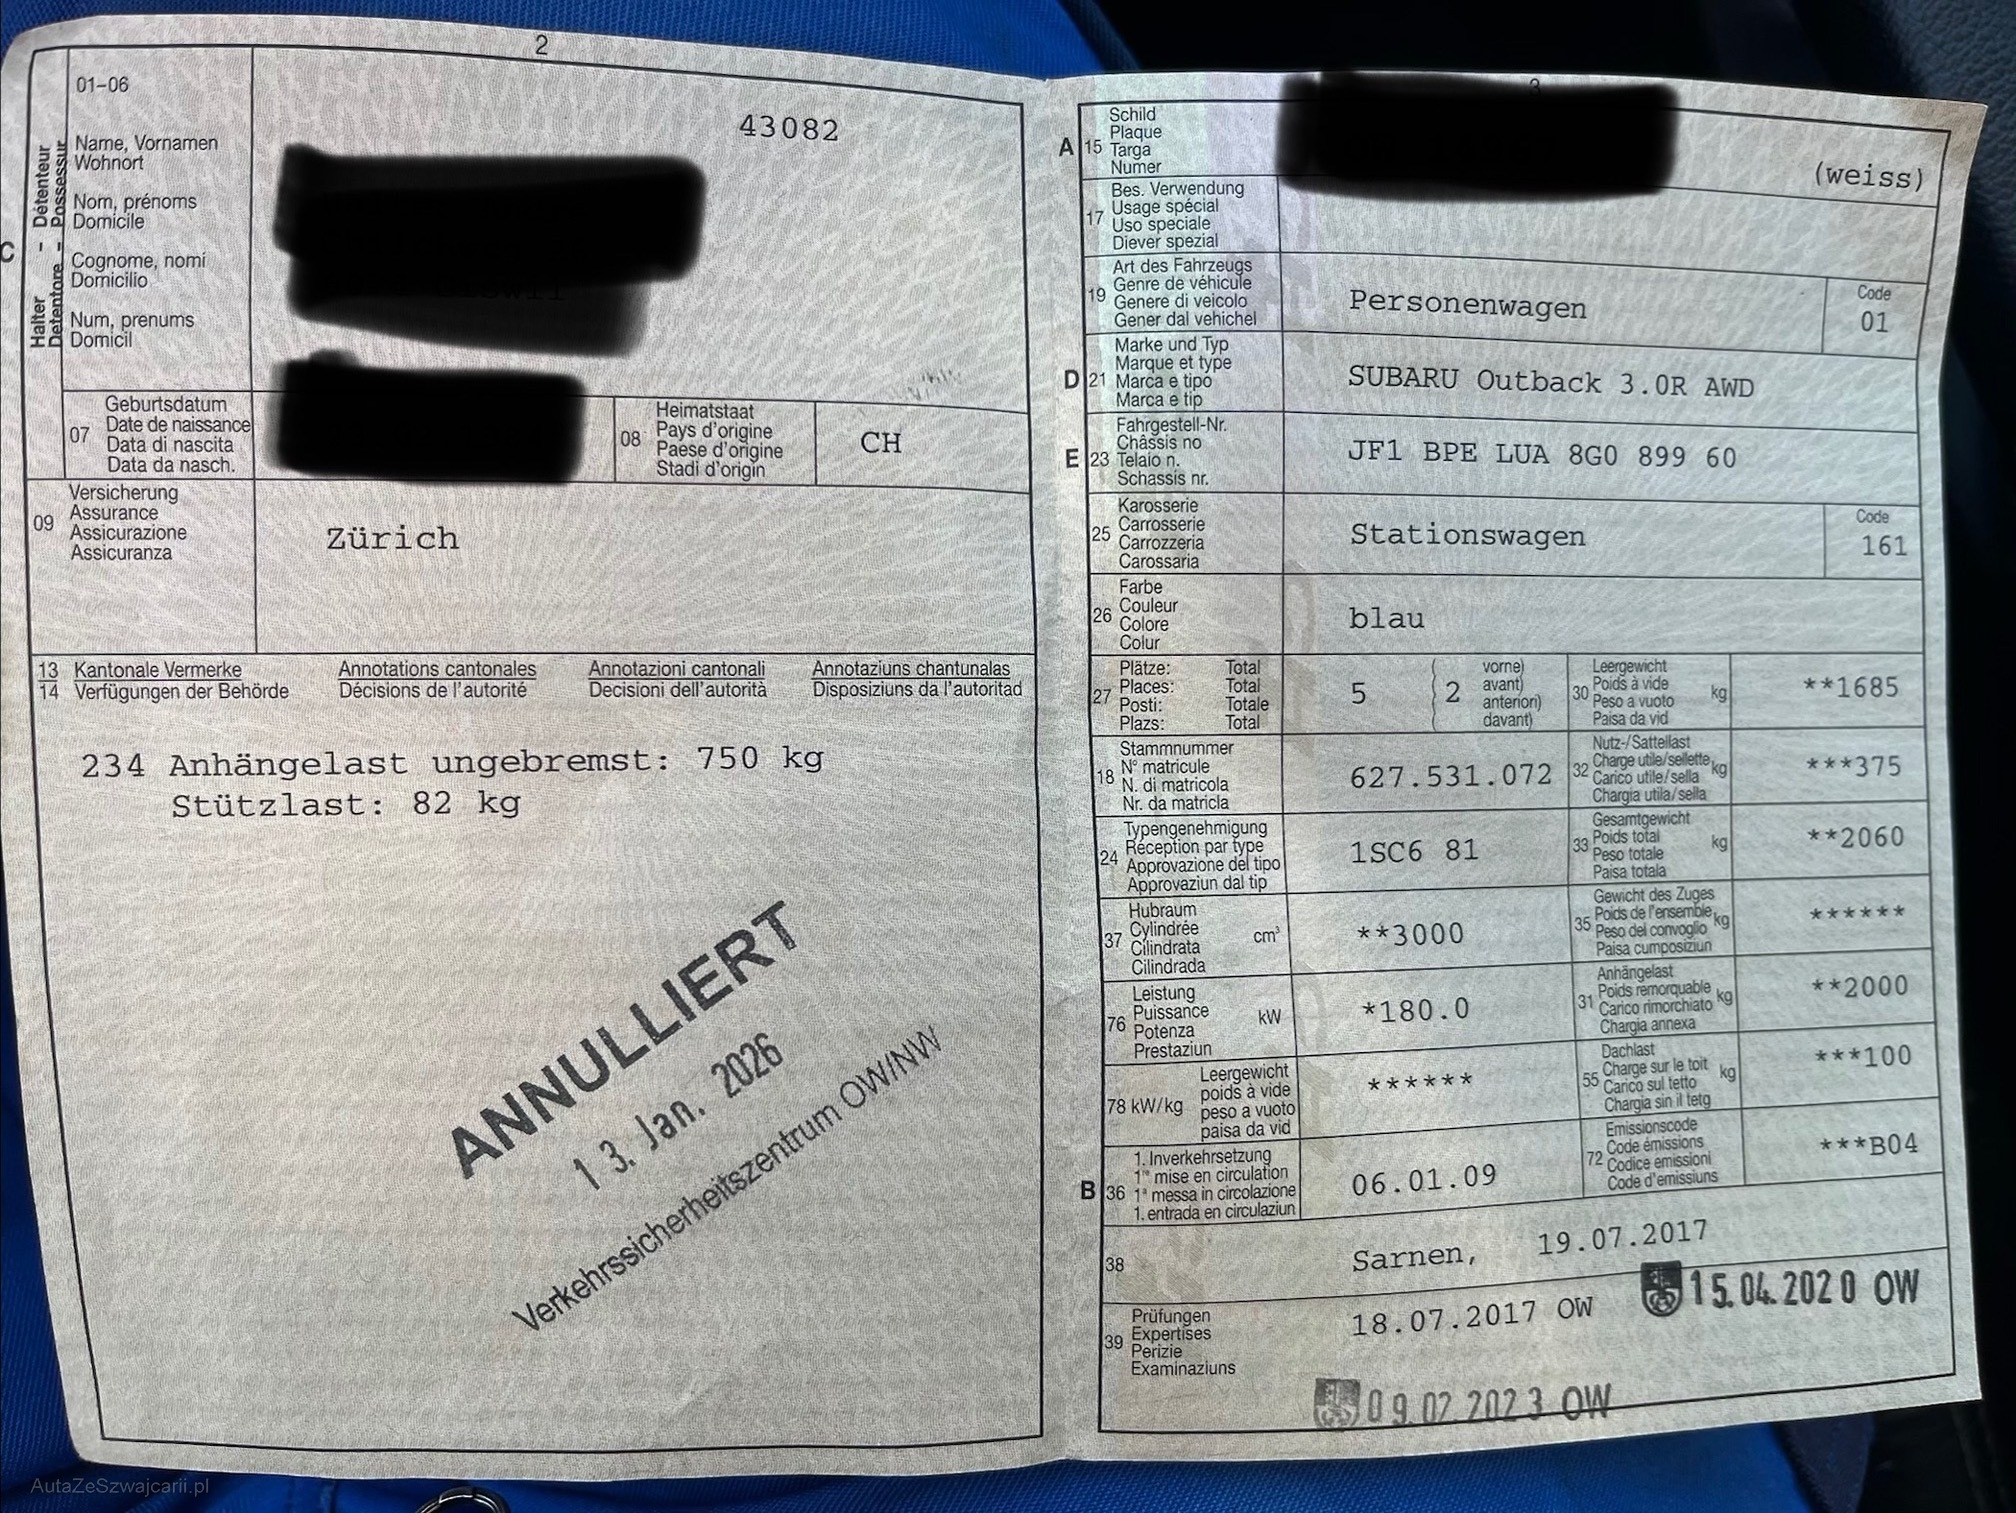 2
01-06
43082
C
Halter - Détenteur
Detentore - Possessur
Name, Vornamen
Wohnort
Nom, prénoms
Domicile
Cognome, nomi
Domicilio
Num, prenums
Domicil
07
Geburtsdatum
Date de naissance
Data di nascita
Data da nasch.
08
Heimatstaat
Pays d'origine
Paese d'origine
Stadi d'origin
CH
09
Versicherung
Assurance
Assicurazione
Assicuranza
Zürich
13 Kantonale Vermerke Annotations cantonales Annotazioni cantonali Annotaziuns chantunalas
14 Verfügungen der Behörde Décisions de l'autorité Decisioni dell'autorità Disposiziuns da l'autoritad
234 Anhängelast ungebremst: 750 kg
Stützlast: 82 kg
ANNULLIERT
13. Jan. 2026
Verkehrssicherheitszentrum OW/NW
3
A 15
Schild
Plaque
Targa
Numer
(weiss)
17
Bes. Verwendung
Usage spécial
Uso speciale
Diever spezial
19
Art des Fahrzeugs
Genre de véhicule
Genere di veicolo
Gener dal vehichel
Personenwagen
Code
01
D 21
Marke und Typ
Marque et type
Marca e tipo
Marca e tip
SUBARU Outback 3.0R AWD
E 23
Fahrgestell-Nr.
Châssis no
Telaio n.
Schassis nr.
JF1 BPE LUA 8G0 899 60
25
Karosserie
Carrosserie
Carrozzeria
Carossaria
Stationswagen
Code
161
26
Farbe
Couleur
Colore
Colur
blau
27
Plätze: Total
Places: Total
Posti: Totale
Plazs: Total
5
2
vorne)
avant)
anteriori)
davant)
30
Leergewicht
Poids à vide
Peso a vuoto
Paisa da vid
kg
**1685
18
Stammnummer
N° matricule
N. di matricola
Nr. da matricla
627.531.072
32
Nutz-/Sattellast
Charge utile/sellette
Carico utile/sella
Chargia utila/sella
kg
***375
24
Typengenehmigung
Réception par type
Approvazione del tipo
Approvaziun dal tip
1SC6 81
33
Gesamtgewicht
Poids total
Peso totale
Paisa totala
kg
**2060
37
Hubraum
Cylindrée
Cilindrata
Cilindrada
cm³
**3000
35
Gewicht des Zuges
Poids de l'ensemble
Peso del convoglio
Paisa cumposiziun
kg
******
76
Leistung
Puissance
Potenza
Prestaziun
kW
*180.0
31
Anhängelast
Poids remorquable
Carico rimorchiato
Chargia annexa
kg
**2000
78 kW/kg
Leergewicht
poids à vide
peso a vuoto
paisa da vid
******
55
Dachlast
Charge sur le toit
Carico sul tetto
Chargia sin il tetg
kg
***100
B 36
1. Inverkehrsetzung
1re mise en circulation
1a messa in circolazione
1. entrada en circulaziun
06.01.09
72
Emissionscode
Code émissions
Codice emissioni
Code d'emissiuns
***B04
38
Sarnen, 19.07.2017
39
Prüfungen
Expertises
Perizie
Examinaziuns
18.07.2017 OW
15.04.2020 OW
09.02.2023 OW
AutaZeSzwajcarii.pl